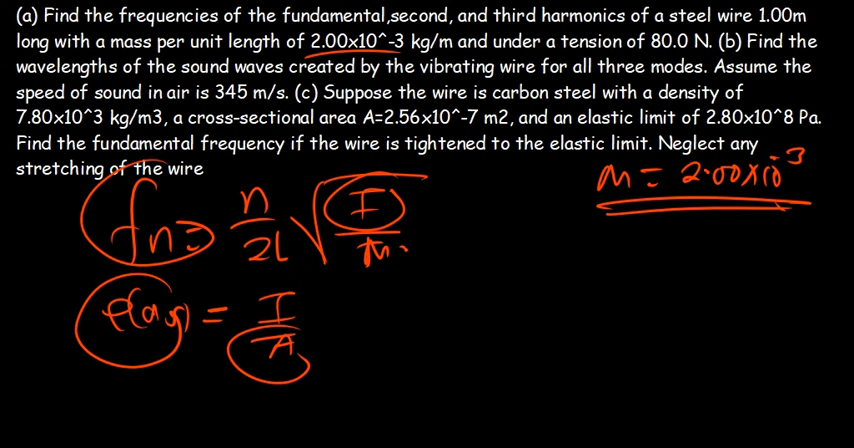 (a) Find the frequencies of the fundamental,second, and third harmonics of a steel wire 1.00m
long with a mass per unit length of 2.00x10^-3 kg/m and under a tension of 80.0 N. (b) Find the
wavelengths of the sound waves created by the vibrating wire for all three modes. Assume the
speed of sound in air is 345 m/s. (c) Suppose the wire is carbon steel with a density of
7.80x10^3 kg/m3, a cross-sectional area A=2.56x10^-7 m2, and an elastic limit of 2.80x10^8 Pa.
Find the fundamental frequency if the wire is tightened to the elastic limit. Neglect any
stretching of the wire
M = 2.00x10^-3
fn = n/2l √T/m
= T/A